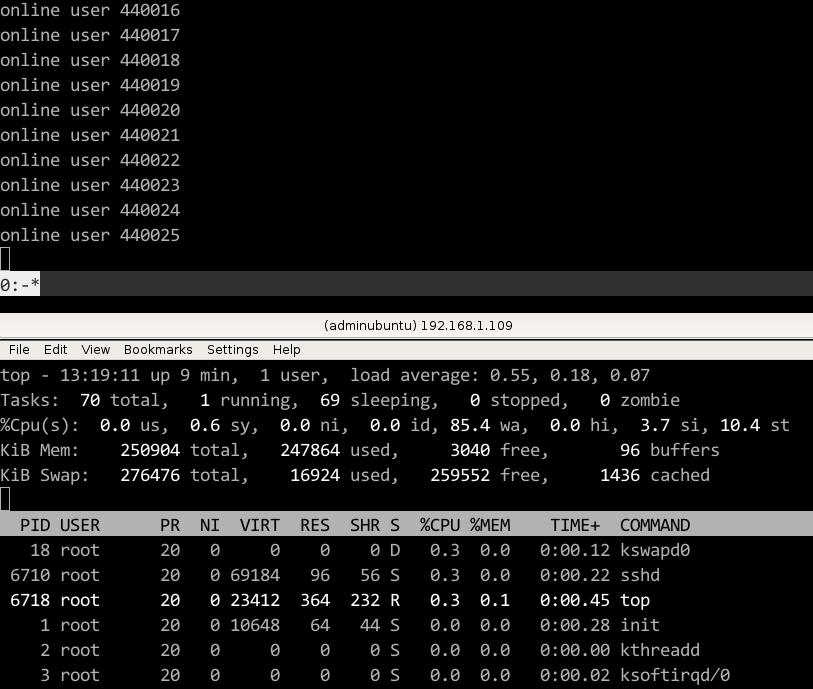 online user 440016
online user 440017
online user 440018
online user 440019
online user 440020
online user 440021
online user 440022
online user 440023
online user 440024
online user 440025
0:-*
(adminubuntu) 192.168.1.109
File Edit View Bookmarks Settings Help
top - 13:19:11 up 9 min,  1 user,  load average: 0.55, 0.18, 0.07
Tasks:  70 total,   1 running,  69 sleeping,   0 stopped,   0 zombie
%Cpu(s):  0.0 us,  0.6 sy,  0.0 ni,  0.0 id, 85.4 wa,  0.0 hi,  3.7 si, 10.4 st
KiB Mem:    250904 total,   247864 used,     3040 free,       96 buffers
KiB Swap:   276476 total,    16924 used,   259552 free,     1436 cached
  PID USER      PR  NI  VIRT  RES  SHR S  %CPU %MEM    TIME+  COMMAND
   18 root      20   0     0    0    0 D   0.3  0.0   0:00.12 kswapd0
 6710 root      20   0 69184   96   56 S   0.3  0.0   0:00.22 sshd
 6718 root      20   0 23412  364  232 R   0.3  0.1   0:00.45 top
    1 root      20   0 10648   64   44 S   0.0  0.0   0:00.28 init
    2 root      20   0     0    0    0 S   0.0  0.0   0:00.00 kthreadd
    3 root      20   0     0    0    0 S   0.0  0.0   0:00.02 ksoftirqd/0